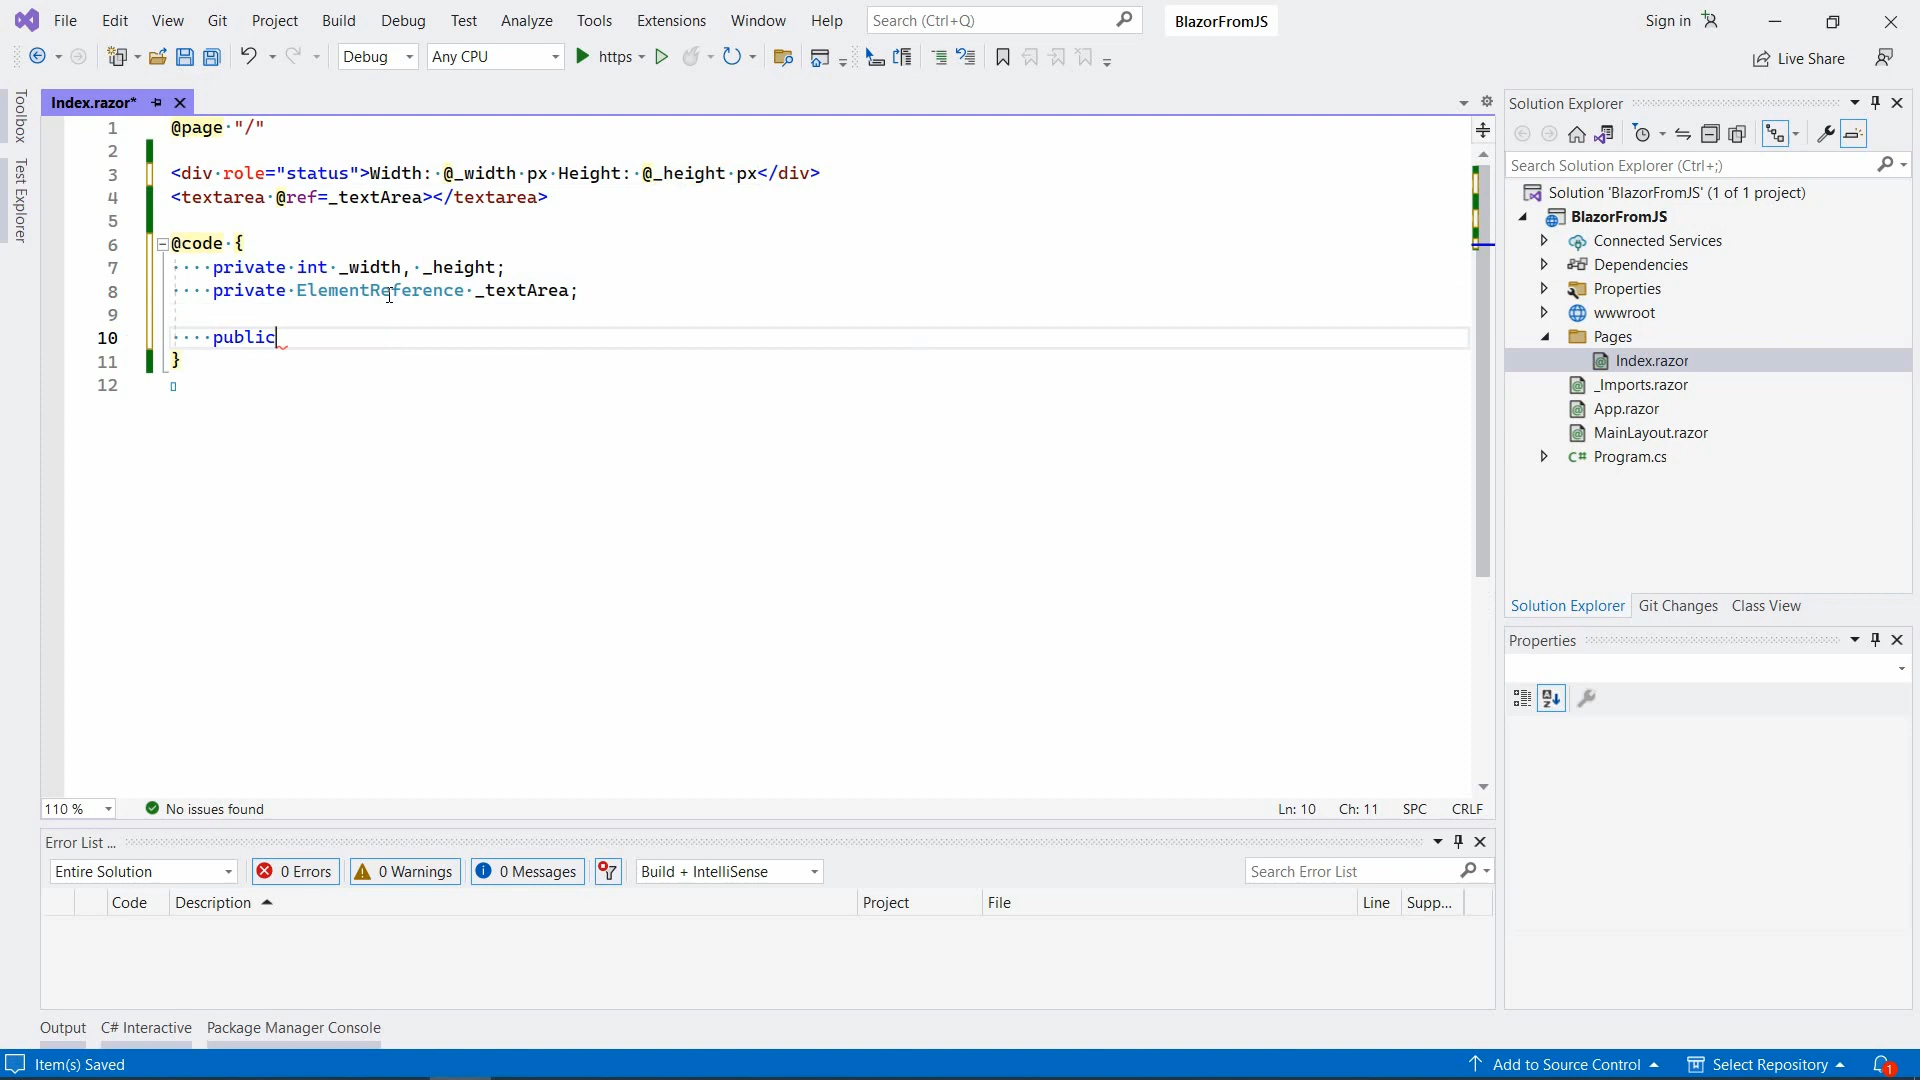 File Edit View Git Project Build Debug Test Analyze Tools Extensions Window Help Search (Ctrl+Q) BlazorFromJS Sign in
Debug Any CPU https Live Share
Toolbox
Test Explorer
Index.razor*
1 @page "/"
2
3 <div role="status">Width: @_width px Height: @_height px</div>
4 <textarea @ref=_textArea></textarea>
5
6 @code {
7 private int _width, _height;
8 private ElementReference _textArea;
9
10 public
11 }
12
110 % No issues found Ln: 10 Ch: 11 SPC CRLF
Error List ...
Entire Solution 0 Errors 0 Warnings 0 Messages Build + IntelliSense Search Error List
Code Description Project File Line Supp...
Output C# Interactive Package Manager Console
Solution Explorer
Search Solution Explorer (Ctrl+;)
Solution 'BlazorFromJS' (1 of 1 project)
BlazorFromJS
Connected Services
Dependencies
Properties
wwwroot
Pages
Index.razor
_Imports.razor
App.razor
MainLayout.razor
C# Program.cs
Solution Explorer Git Changes Class View
Properties
Item(s) Saved Add to Source Control Select Repository 1